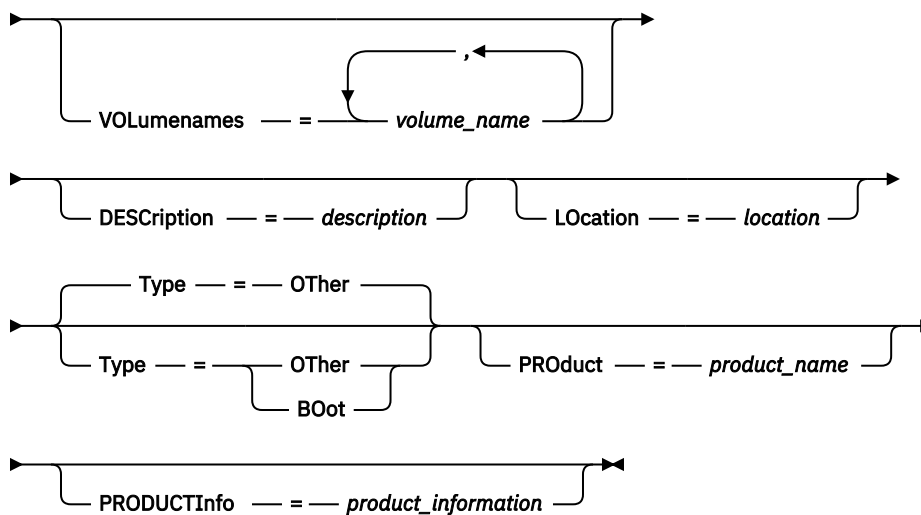 ,
VOLumenames = volume_name
DESCription = description LOcation = location
Type = OTher
Type = OTher PROduct = product_name
BOot
PRODUCTInfo = product_information